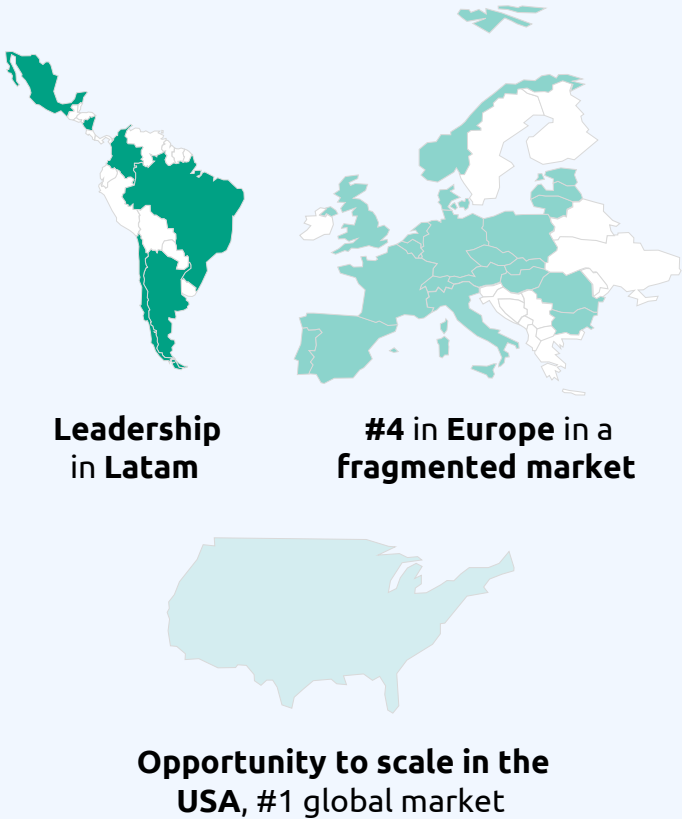 Leadership
in Latam
#4 in Europe in a
fragmented market
Opportunity to scale in the
USA, #1 global market